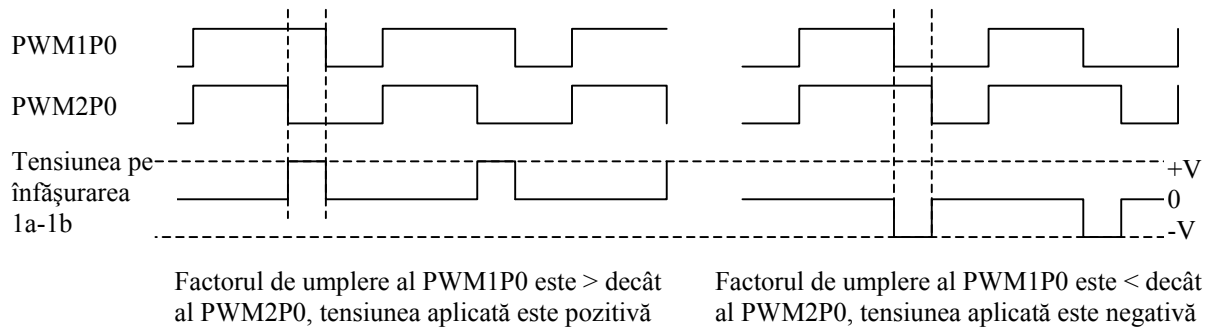 PWM1P0
PWM2P0
Tensiunea pe
înfăşurarea
1a-1b
+V
0
-V
Factorul de umplere al PWM1P0 este > decât
al PWM2P0, tensiunea aplicată este pozitivă
Factorul de umplere al PWM1P0 este < decât
al PWM2P0, tensiunea aplicată este negativă